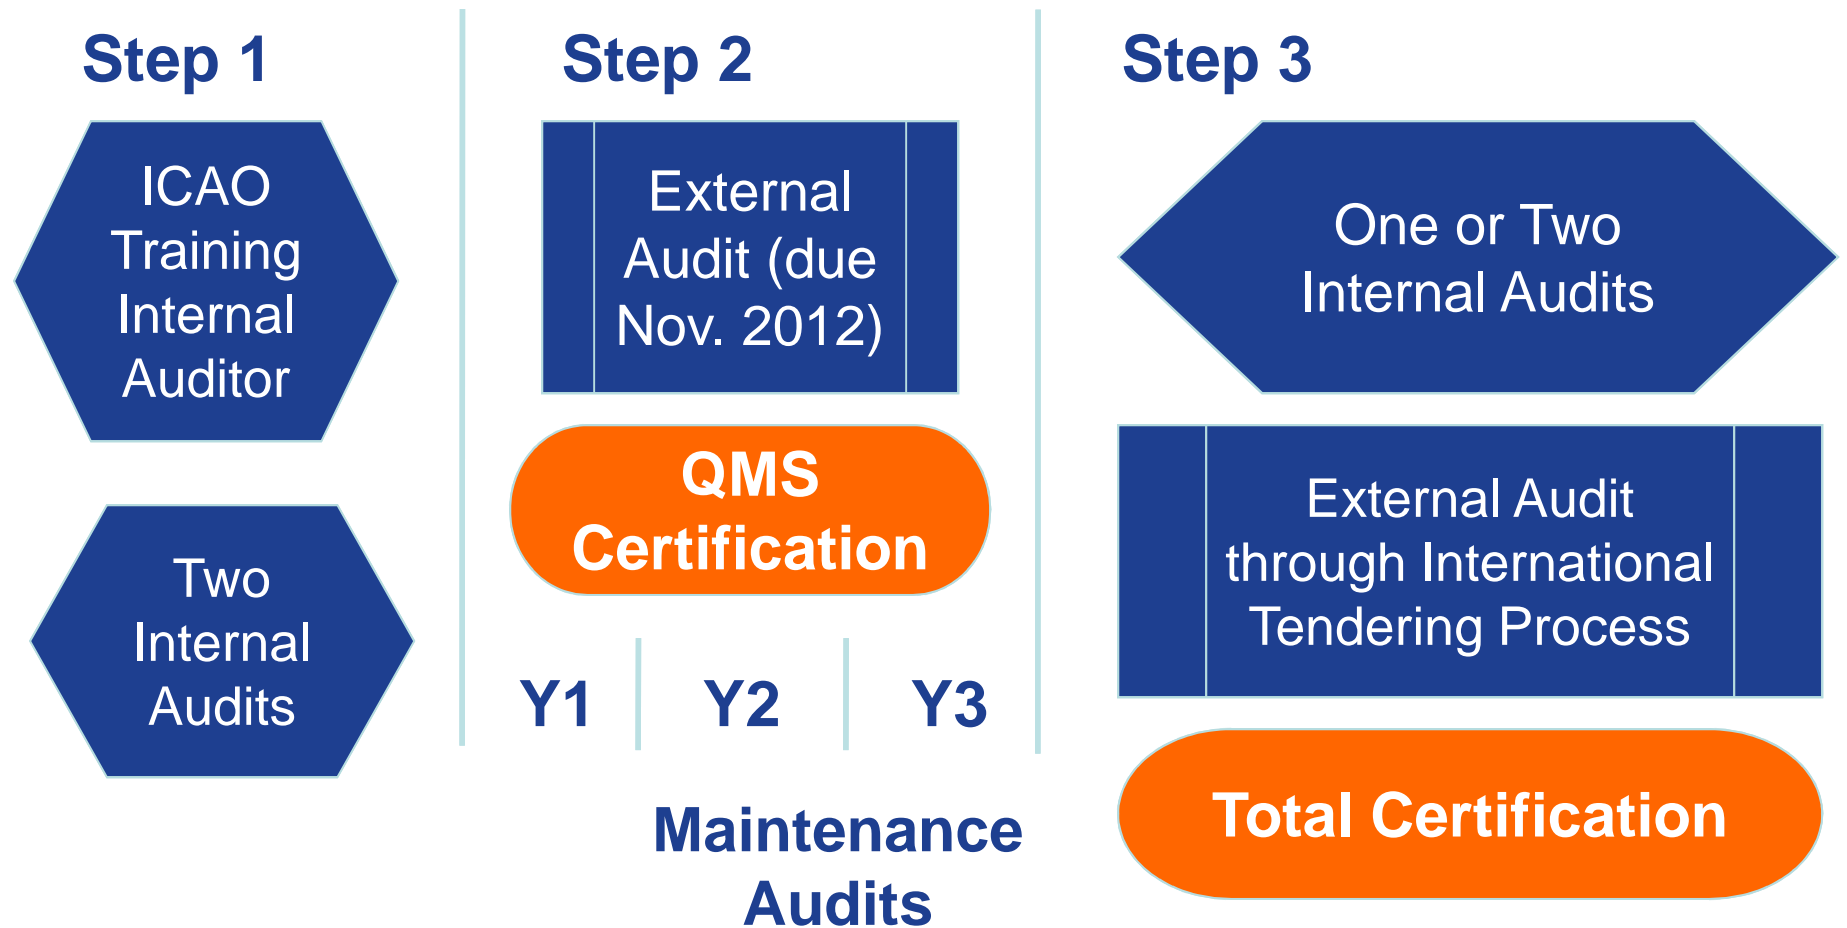 Step 1
ICAO
Training
Internal
Auditor
Two
Internal
Audits
Step 2
External
Audit (due
Nov. 2012)
QMS
Certification
Y1
Y2
Y3
Maintenance
Audits
Step 3
One or Two
Internal Audits
External Audit
through International
Tendering Process
Total Certification